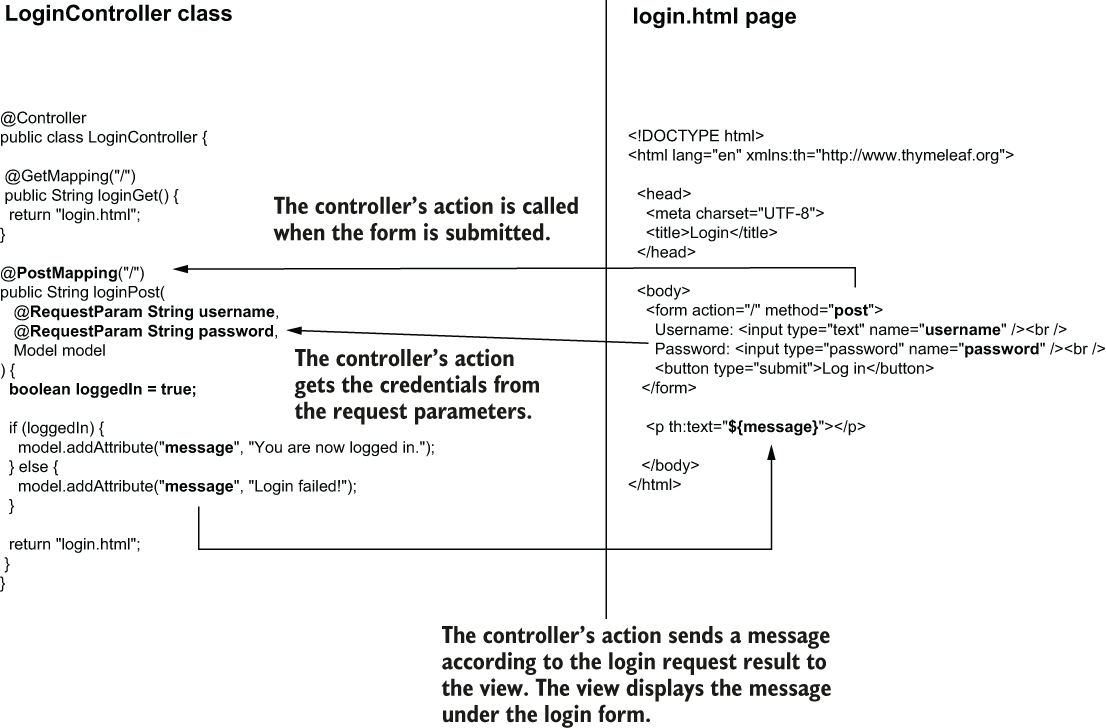 LoginController class
@Controller
public class LoginController {
@GetMapping("/")
public String loginGet() {
return "login.html";
}
@PostMapping("/")
public String loginPost(
@RequestParam String username,
@RequestParam String password,
Model model
) {
boolean loggedIn = true;
if (loggedIn) {
model.addAttribute("message", "You are now logged in.");
} else {
model.addAttribute("message", "Login failed!");
}
return "login.html";
}
}
The controller’s action is called
when the form is submitted.
The controller’s action
gets the credentials from
the request parameters.
login.html page
<!DOCTYPE html>
<html lang="en" xmlns:th="http://www.thymeleaf.org">
<head>
<meta charset="UTF-8">
<title>Login</title>
</head>
<body>
<form action="/" method="post">
Username: <input type="text" name="username" /><br />
Password: <input type="password" name="password" /><br />
<button type="submit">Log in</button>
</form>
<p th:text="${message}"></p>
</body>
</html>
The controller’s action sends a message
according to the login request result to
the view. The view displays the message
under the login form.